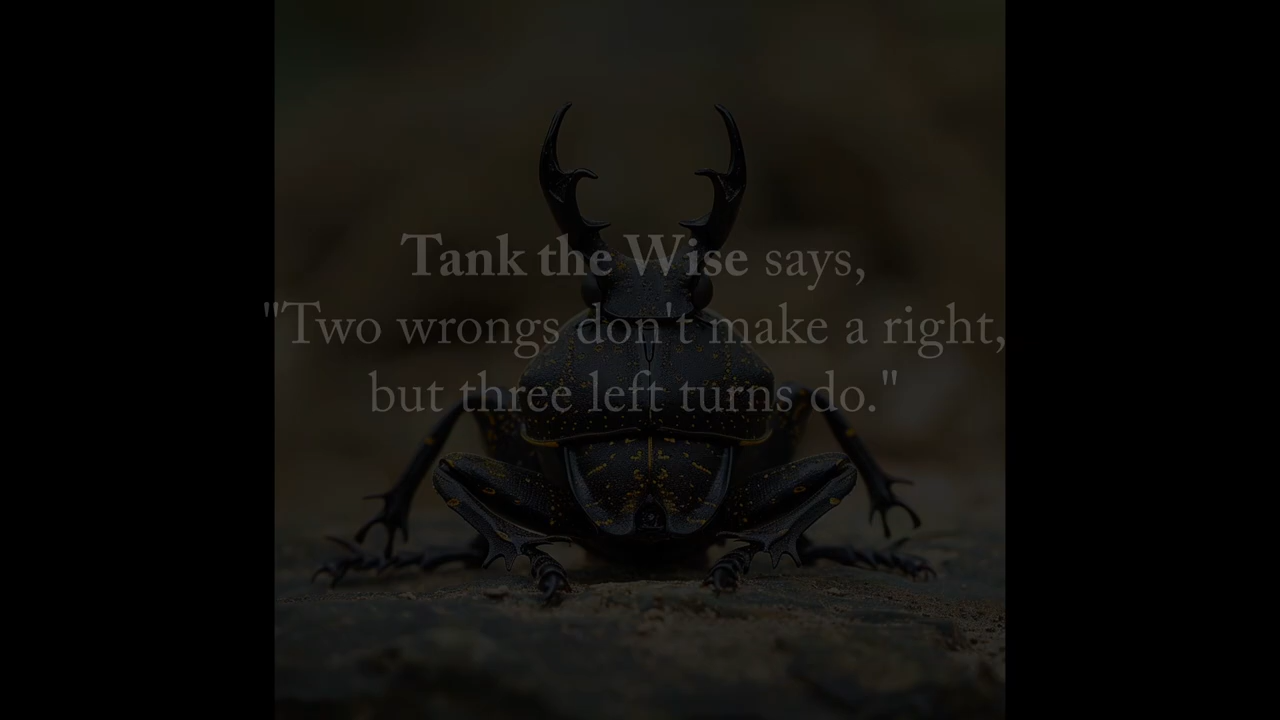 Tank the Wise says,
"Two wrongs don't make a right,
but three left turns do."